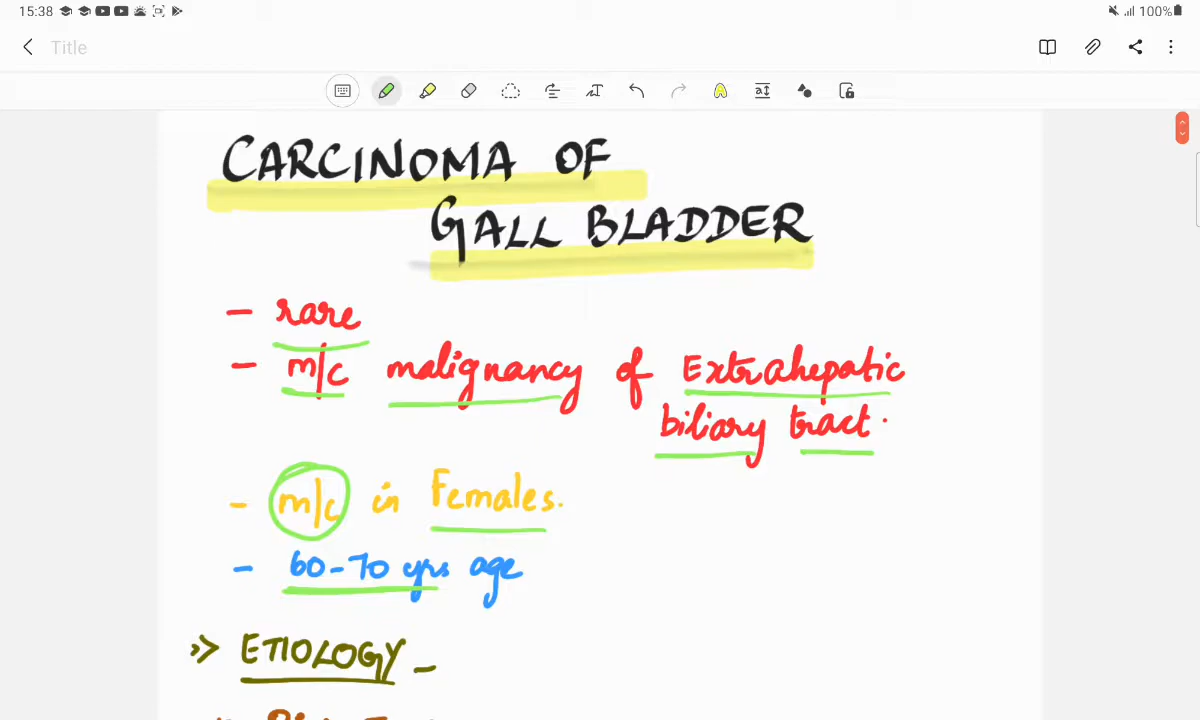 15:38
100%
Title
CARCINOMA OF
GALL BLADDER
- rare
- m/c malignancy of Extrahepatic
biliary tract.
- m/c in Females.
- 60-70 yrs age
>> ETIOLOGY -